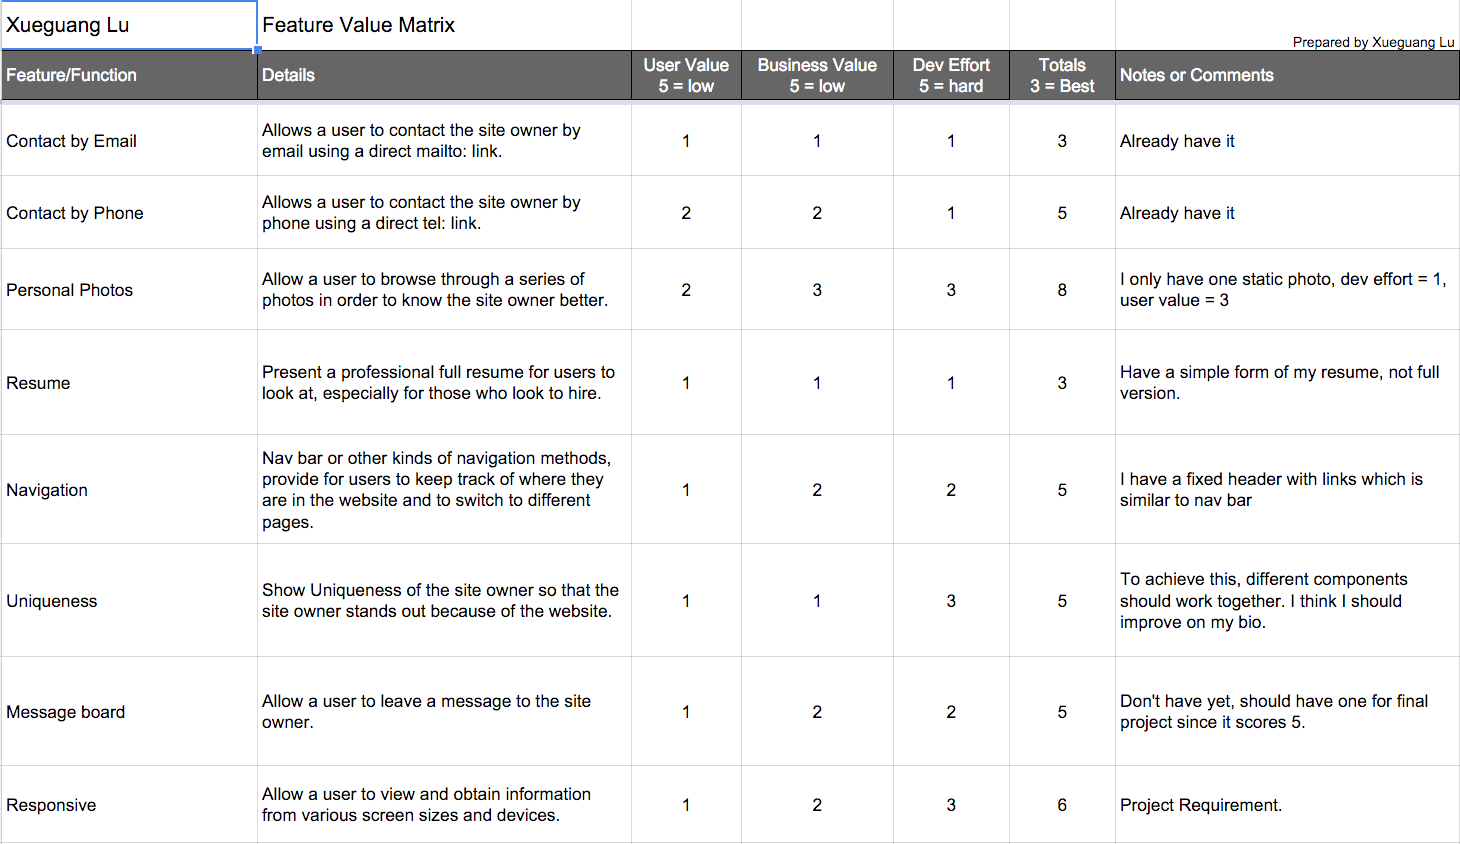 Xueguang Lu
Feature Value Matrix
Prepared by Xueguang Lu
Feature/Function
Details
User Value
5 = low
Business Value
5 = low
Dev Effort
5 = hard
Totals
3 = Best
Notes or Comments
Contact by Email
Allows a user to contact the site owner by
email using a direct mailto: link.
1
1
1
3
Already have it
Contact by Phone
Allows a user to contact the site owner by
phone using a direct tel: link.
2
2
1
5
Already have it
Personal Photos
Allow a user to browse through a series of
photos in order to know the site owner better.
2
3
3
8
I only have one static photo, dev effort = 1,
user value = 3
Resume
Present a professional full resume for users to
look at, especially for those who look to hire.
1
1
1
3
Have a simple form of my resume, not full
version.
Navigation
Nav bar or other kinds of navigation methods,
provide for users to keep track of where they
are in the website and to switch to different
pages.
1
2
2
5
I have a fixed header with links which is
similar to nav bar
Uniqueness
Show Uniqueness of the site owner so that the
site owner stands out because of the website.
1
1
3
5
To achieve this, different components
should work together. I think I should
improve on my bio.
Message board
Allow a user to leave a message to the site
owner.
1
2
2
5
Don't have yet, should have one for final
project since it scores 5.
Responsive
Allow a user to view and obtain information
from various screen sizes and devices.
1
2
3
6
Project Requirement.